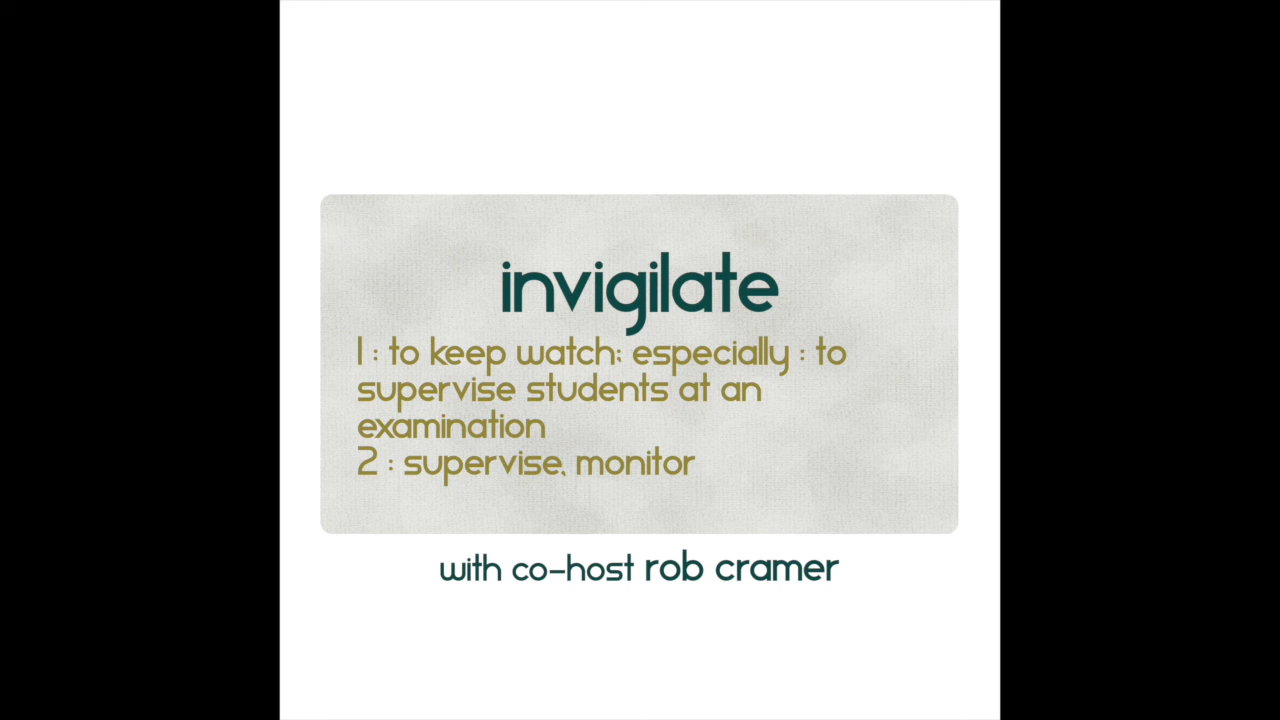 invigilate
1 : to keep watch; especially : to
supervise students at an
examination
2 : supervise, monitor
with co-host rob cramer